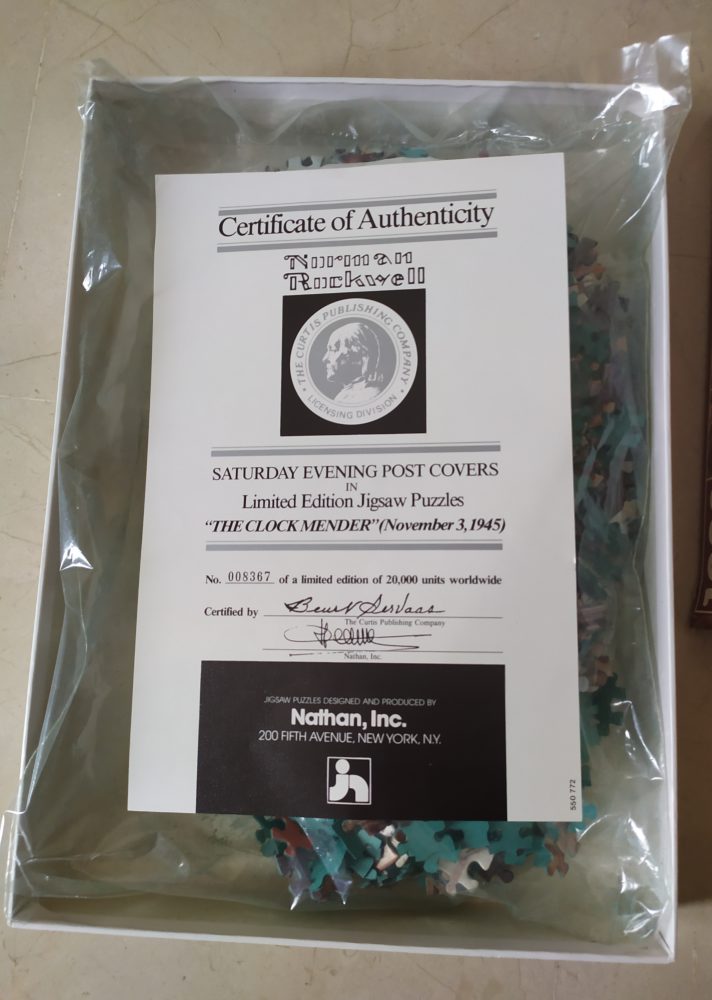 Certificate of Authenticity
Norman
Rockwell
THE CURTIS PUBLISHING COMPANY
LICENSING DIVISION
SATURDAY EVENING POST COVERS
IN
Limited Edition Jigsaw Puzzles
“THE CLOCK MENDER” (November 3, 1945)
No. 008367 of a limited edition of 20,000 units worldwide
Certified by
The Curtis Publishing Company
Nathan, Inc.
JIGSAW PUZZLES DESIGNED AND PRODUCED BY
Nathan, Inc.
200 FIFTH AVENUE, NEW YORK, N.Y.
550 772